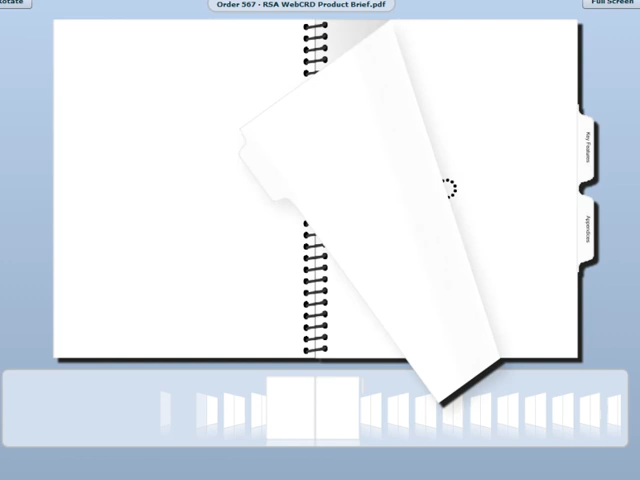 Rotate
Order 567 - RSA WebCRD Product Brief.pdf
Full Screen
Key Features
Appendices